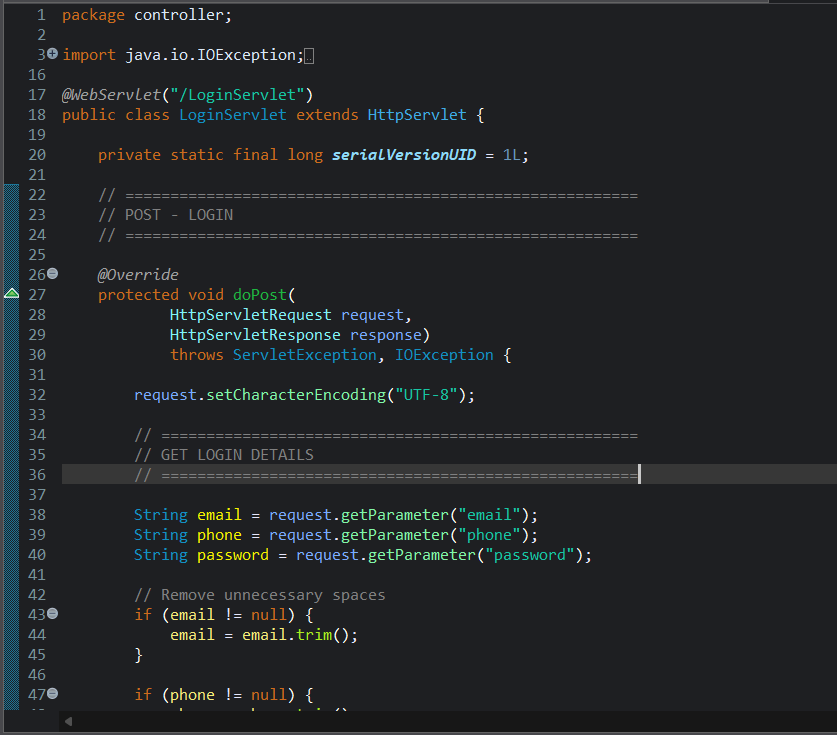 1 package controller;
2
3 import java.io.IOException;
16
17 @WebServlet("/LoginServlet")
18 public class LoginServlet extends HttpServlet {
19
20 private static final long serialVersionUID = 1L;
21
22 // =========================================================
23 // POST - LOGIN
24 // =========================================================
25
26 @Override
27 protected void doPost(
28 HttpServletRequest request,
29 HttpServletResponse response)
30 throws ServletException, IOException {
31
32 request.setCharacterEncoding("UTF-8");
33
34 // =====================================================
35 // GET LOGIN DETAILS
36 // =====================================================
37
38 String email = request.getParameter("email");
39 String phone = request.getParameter("phone");
40 String password = request.getParameter("password");
41
42 // Remove unnecessary spaces
43 if (email != null) {
44 email = email.trim();
45 }
46
47 if (phone != null) {